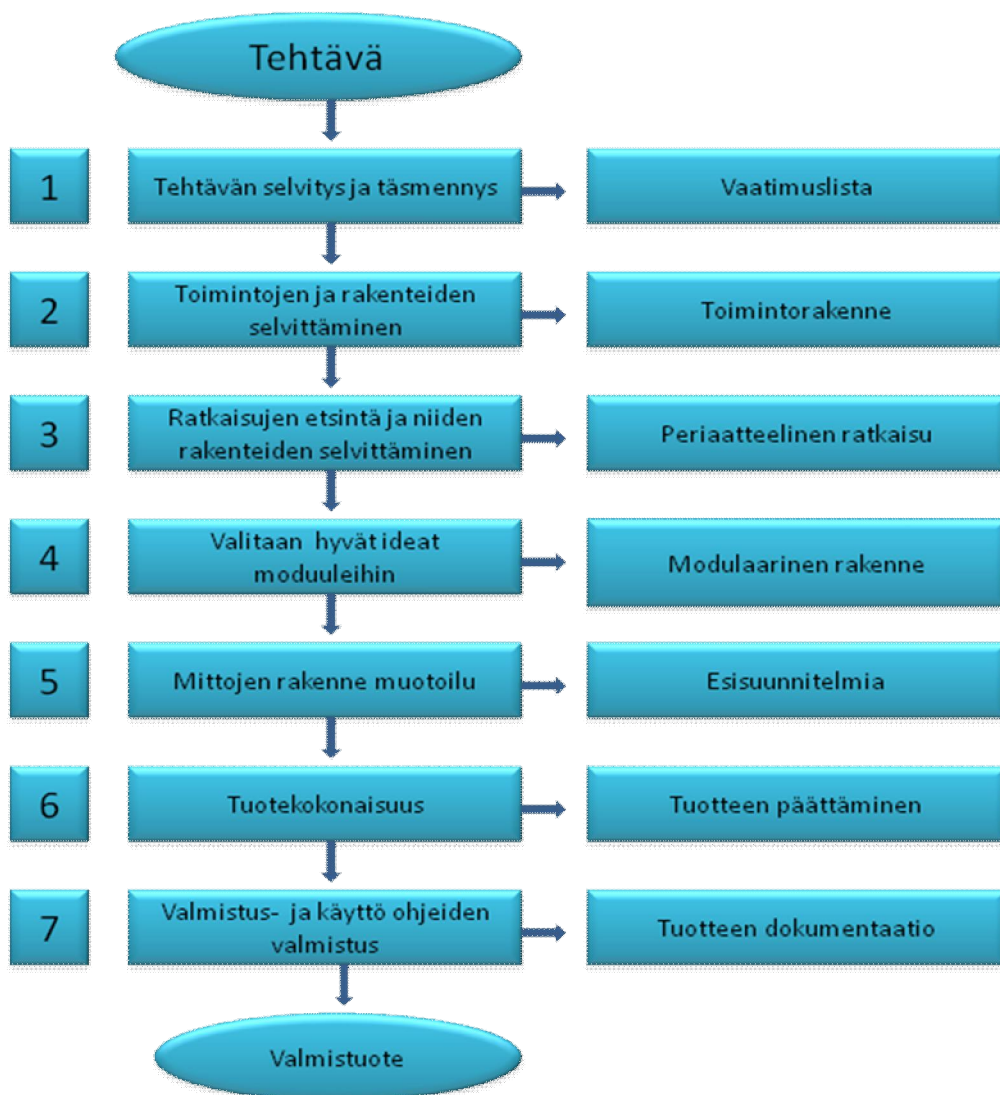 Tehtävä
1
Tehtävän selvitys ja täsmennys
Vaatimuslista
2
Toimintojen ja rakenteiden
selvittäminen
Toimintorakenne
3
Ratkaisujen etsintä ja niiden
rakenteiden selvittäminen
Periaatteelinen ratkaisu
4
Valitaan hyvät ideat
moduuleihin
Modulaarinen rakenne
5
Mittojen rakenne muotoilu
Esisuunnitelmia
6
Tuotekokonaisuus
Tuotteen päättäminen
7
Valmistus- ja käyttö ohjeiden
valmistus
Tuotteen dokumentaatio
Valmistuote